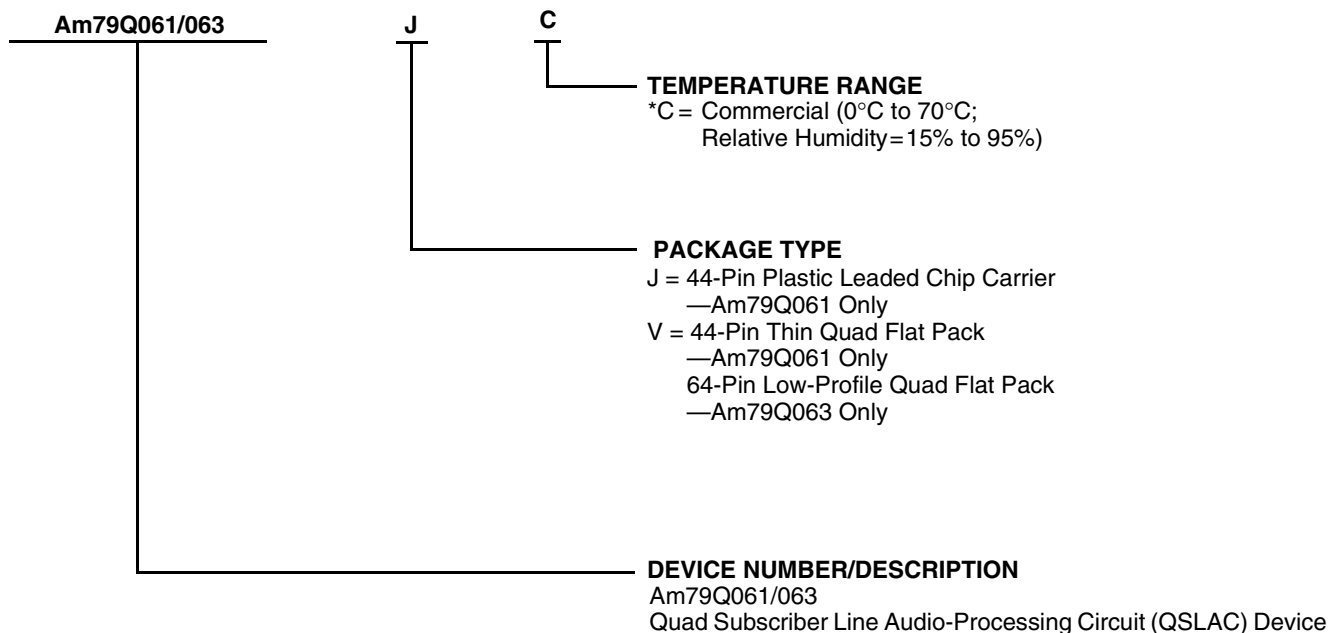 Am79Q061/063 J C
TEMPERATURE RANGE
*C = Commercial (0°C to 70°C;
Relative Humidity=15% to 95%)
PACKAGE TYPE
J = 44-Pin Plastic Leaded Chip Carrier
—Am79Q061 Only
V = 44-Pin Thin Quad Flat Pack
—Am79Q061 Only
64-Pin Low-Profile Quad Flat Pack
—Am79Q063 Only
DEVICE NUMBER/DESCRIPTION
Am79Q061/063
Quad Subscriber Line Audio-Processing Circuit (QSLAC) Device